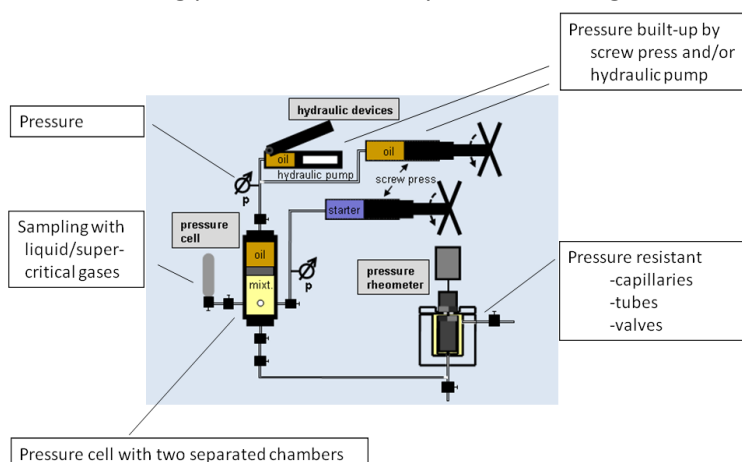 Pressure built-up by
screw press and/or
hydraulic pump
hydraulic devices
Pressure
oil
oil
hydraulic pump
screw press
p
Sampling with
liquid/super-
critical gases
pressure
cell
starter
oil
mixt.
p
pressure
rheometer
Pressure resistant
-capillaries
-tubes
-valves
Pressure cell with two separated chambers